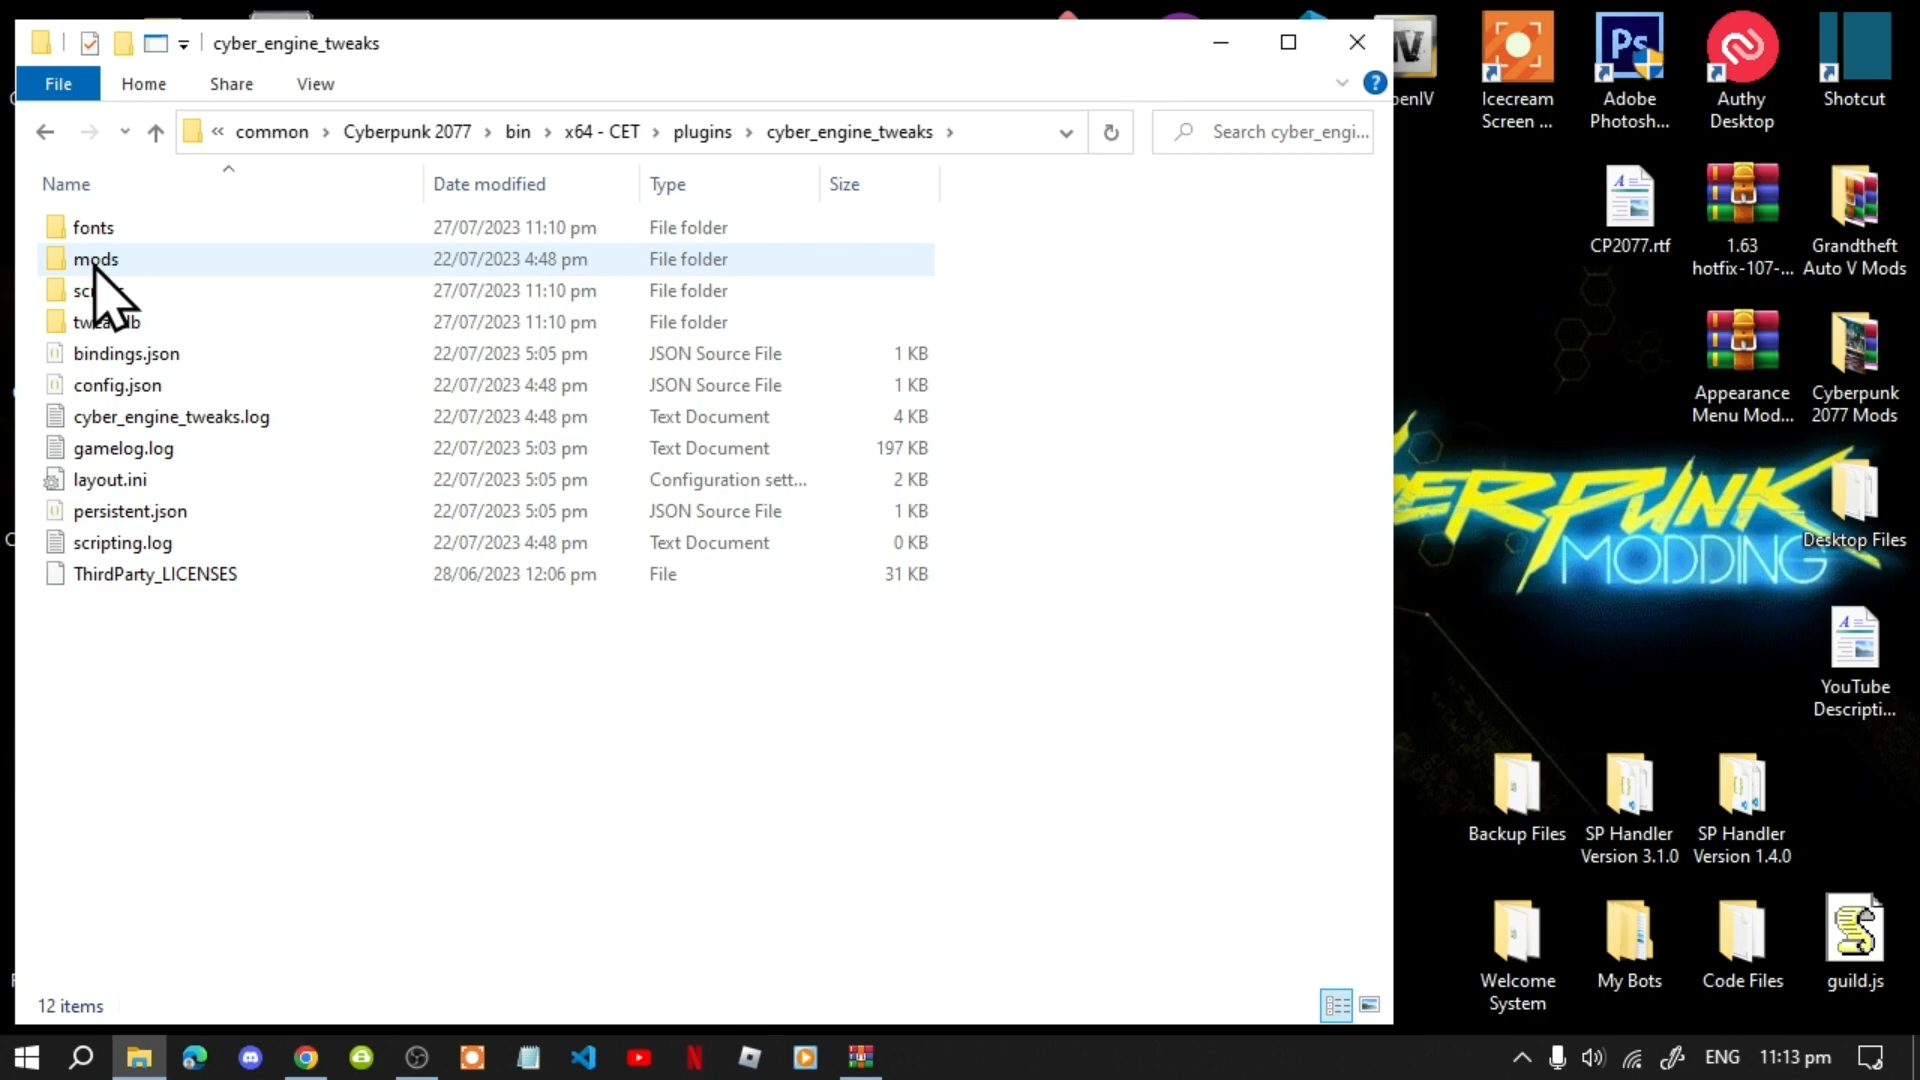 cyber_engine_tweaks
File
Home
Share
View
« common › Cyberpunk 2077 › bin › x64 - CET › plugins › cyber_engine_tweaks ›
Search cyber_engi...
Name
Date modified
Type
Size
fonts 27/07/2023 11:10 pm File folder
mods 22/07/2023 4:48 pm File folder
27/07/2023 11:10 pm File folder
27/07/2023 11:10 pm File folder
bindings.json 22/07/2023 5:05 pm JSON Source File 1 KB
config.json 22/07/2023 4:48 pm JSON Source File 1 KB
cyber_engine_tweaks.log 22/07/2023 4:48 pm Text Document 4 KB
gamelog.log 22/07/2023 5:03 pm Text Document 197 KB
layout.ini 22/07/2023 5:05 pm Configuration sett... 2 KB
persistent.json 22/07/2023 5:05 pm JSON Source File 1 KB
scripting.log 22/07/2023 4:48 pm Text Document 0 KB
ThirdParty_LICENSES 28/06/2023 12:06 pm File 31 KB
12 items
penIV
Icecream
Screen ...
Ps
Adobe
Photosh...
Authy
Desktop
Shotcut
CP2077.rtf
1.63
hotfix-107-...
Grandtheft
Auto V Mods
Appearance
Menu Mod...
Cyberpunk
2077 Mods
ERPUNK
MODDING
Desktop Files
YouTube
Descripti...
Backup Files
SP Handler
Version 3.1.0
SP Handler
Version 1.4.0
Welcome
System
My Bots
Code Files
guild.js
ENG
11:13 pm